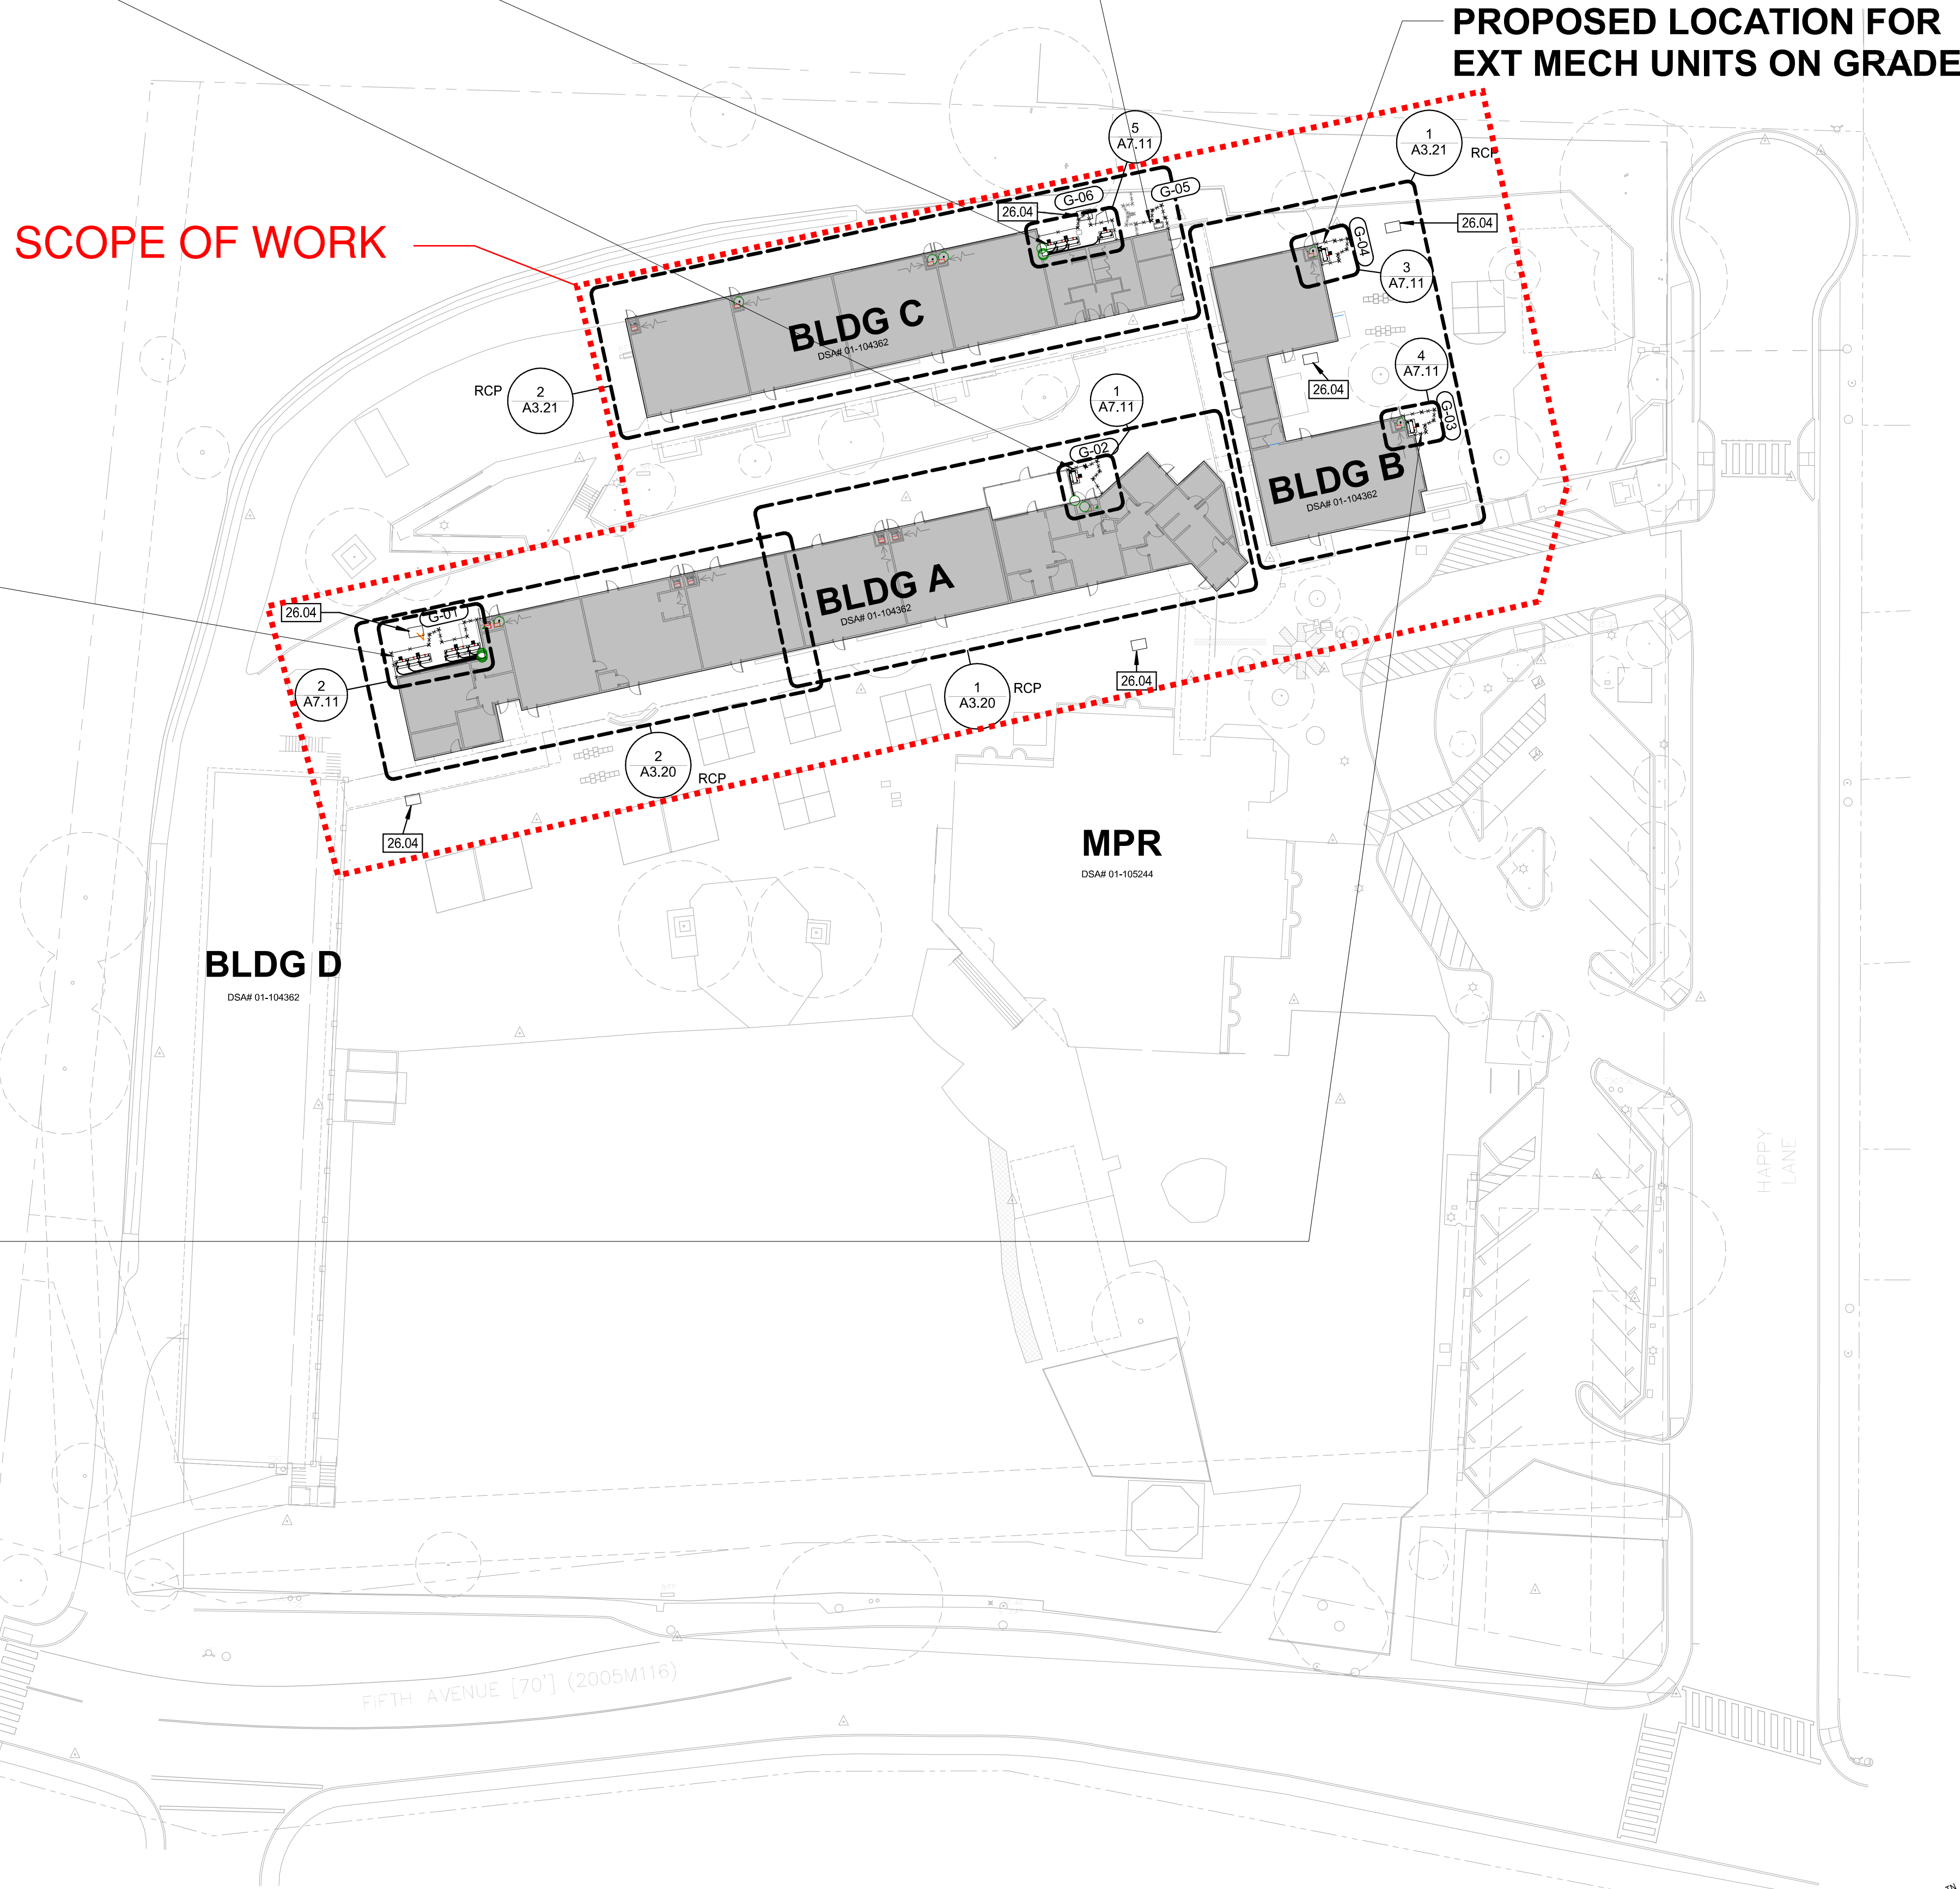 PROPOSED LOCATION FOR
EXT MECH UNITS ON GRADE
SCOPE OF WORK
5
A7.11
1
A3.21
RCP
G-06
G-05
26.04
G-04
26.04
3
A7.11
BLDG C
DSA# 01-104362
RCP
2
A3.21
1
A7.11
26.04
4
A7.11
G-03
G-02
BLDG B
DSA# 01-104362
BLDG A
DSA# 01-104362
26.04
G-01
2
A7.11
1
A3.20
RCP
26.04
2
A3.20
RCP
26.04
MPR
DSA# 01-105244
BLDG D
DSA# 01-104362
HAPPY
LANE
FIFTH AVENUE [70'] (2005M116)